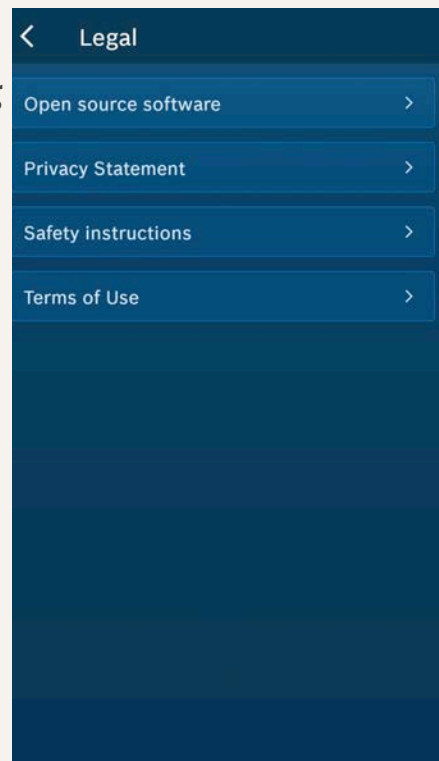 Legal
Open source software
Privacy Statement
Safety instructions
Terms of Use